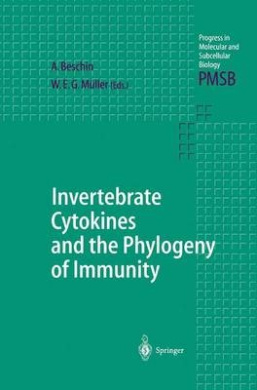 Progress in
Molecular and
Subcellular
Biology
PMSB
A. Beschin
W. E. G. Müller (Eds.)
Invertebrate
Cytokines
and the Phylogeny
of Immunity
Springer